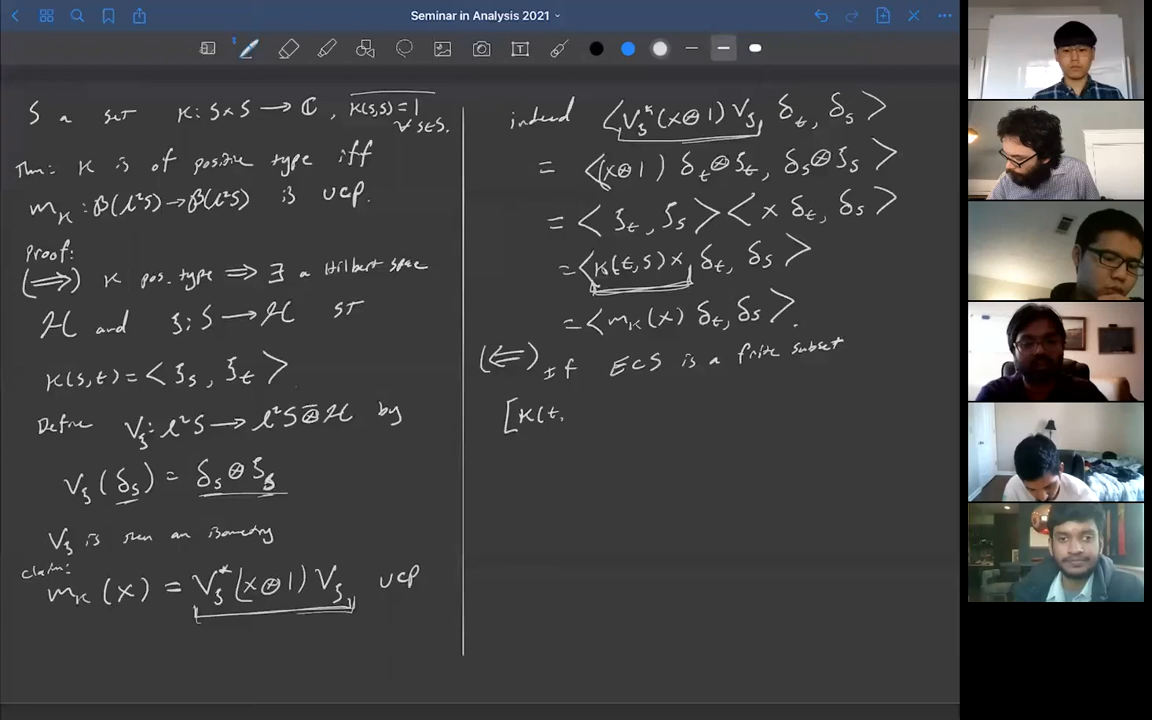 Seminar in Analysis 2021
S a set K: S×S → ℂ, K(s,s)=1 ∀ s∈S.
Thm: K is of positive type iff
m_K : B(ℓ²S) → B(ℓ²S) is ucp.
Proof:
(⟹) K pos. type ⟹ ∃ a Hilbert space
ℋ and ξ: S → ℋ st
K(s,t) = <ξ_s, ξ_t>
Define V_ξ: ℓ²S → ℓ²S ⊗̄ ℋ by
V_ξ(δ_s) = δ_s ⊗ ξ_s
V_ξ is then an isometry
claim:
m_K(x) = V_ξ*(x⊗1)V_ξ ucp
indeed <V_ξ*(x⊗1)V_ξ δ_t, δ_s>
= <(x⊗1) δ_t⊗ξ_t, δ_s⊗ξ_s>
= <ξ_t, ξ_s><x δ_t, δ_s>
= <K(t,s)x, δ_t, δ_s>
= <m_K(x) δ_t, δ_s>.
(⟸) If E⊂S is a finite subset
[K(t,